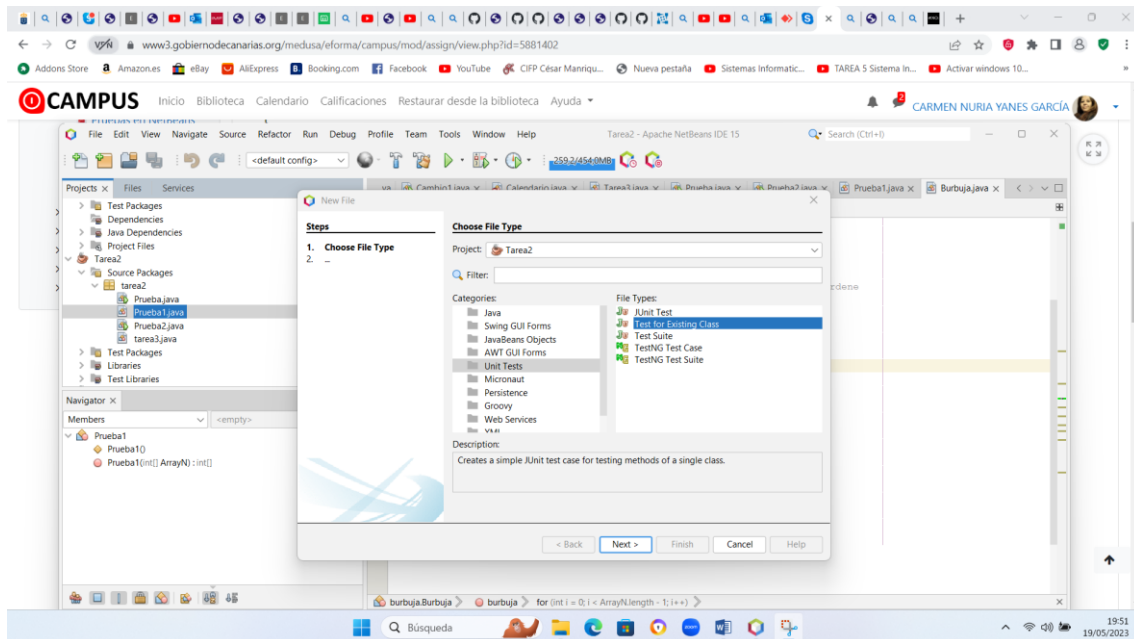 www3.gobiernodecanarias.org/medusa/eforma/campus/mod/assign/view.php?id=5881402
Addons Store Amazon.es eBay AliExpress Booking.com Facebook YouTube CIFP César Manriqu... Nueva pestaña Sistemas Informatic... TAREA 5 Sistema In... Activar windows 10... »
CAMPUS Inicio Biblioteca Calendario Calificaciones Restaurar desde la biblioteca Ayuda 2 CARMEN NURIA YANES GARCÍA
File Edit View Navigate Source Refactor Run Debug Profile Team Tools Window Help Tarea2 - Apache NetBeans IDE 15 Search (Ctrl+I)
<default config> 259.2/454.0MB
Projects Files Services va Cambio1.java Calendario.java Tarea3.java Prueba.java Prueba2.java Prueba1.java Burbuja.java
Test Packages
Dependencies
Java Dependencies
Project Files
Tarea2
Source Packages
tarea2
Prueba.java
Prueba1.java
Prueba2.java
tarea3.java
Test Packages
Libraries
Test Libraries
Navigator
Members <empty>
Prueba1
Prueba1()
Prueba1(int[] ArrayN) : int[]
New File
Steps
1. Choose File Type
2. ...
Choose File Type
Project: Tarea2
Filter:
Categories:
Java
Swing GUI Forms
JavaBeans Objects
AWT GUI Forms
Unit Tests
Micronaut
Persistence
Groovy
Web Services
XML
File Types:
JUnit Test
Test for Existing Class
Test Suite
TestNG Test Case
TestNG Test Suite
Description:
Creates a simple JUnit test case for testing methods of a single class.
< Back Next > Finish Cancel Help
rdene
burbuja.Burbuja burbuja for (int i = 0; i < ArrayN.length - 1; i++)
Búsqueda
19:51
19/05/2023